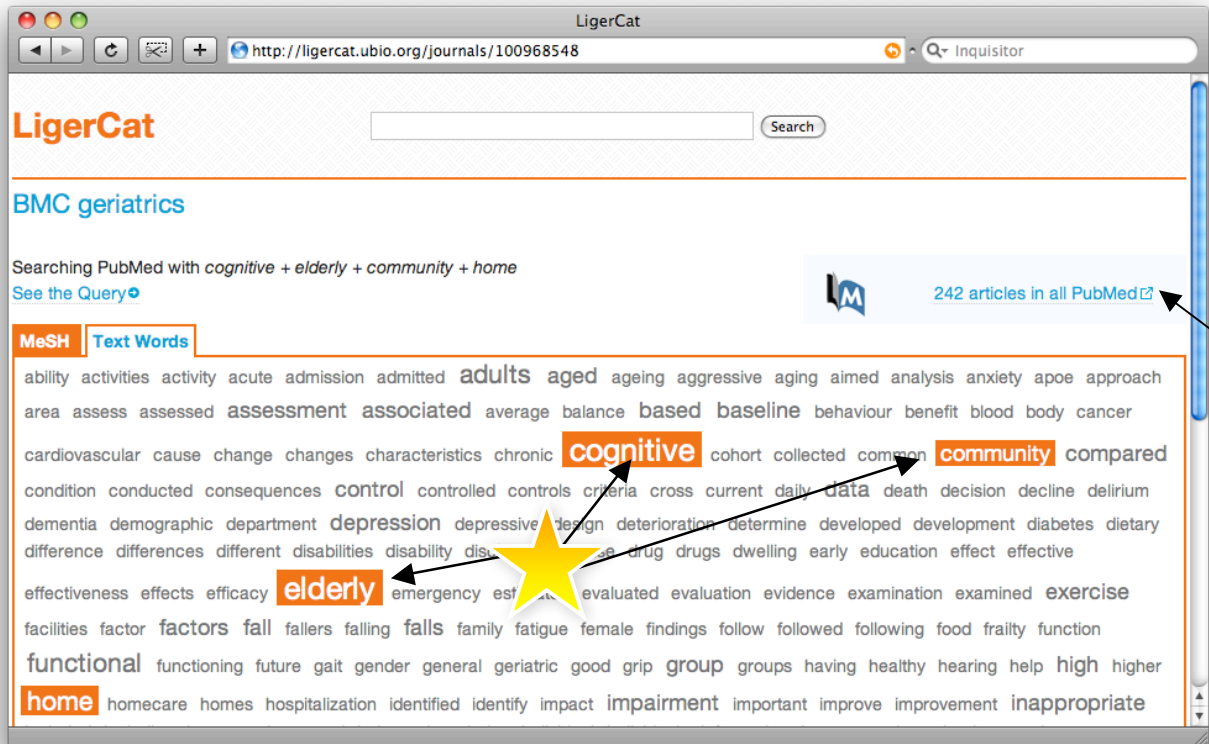 LigerCat
http://ligercat.ubio.org/journals/100968548
Inquisitor
LigerCat
Search
BMC geriatrics
Searching PubMed with cognitive + elderly + community + home
See the Query
M
242 articles in all PubMed
MeSH Text Words
ability activities activity acute admission admitted adults aged ageing aggressive aging aimed analysis anxiety apoe approach
area assess assessed assessment associated average balance based baseline behaviour benefit blood body cancer
cardiovascular cause change changes characteristics chronic cognitive cohort collected common community compared
condition conducted consequences control controlled controls criteria cross current daily data death decision decline delirium
dementia demographic department depression depressive design deterioration determine developed development diabetes dietary
difference differences different disabilities disability drug drugs dwelling early education effect effective
effectiveness effects efficacy elderly emergency evaluated evaluation evidence examination examined exercise
facilities factor factors fall fallers falling falls family fatigue female findings follow followed following food frailty function
functional functioning future gait gender general geriatric good grip group groups having healthy hearing help high higher
home homecare homes hospitalization identified identify impact impairment important improve improvement inappropriate